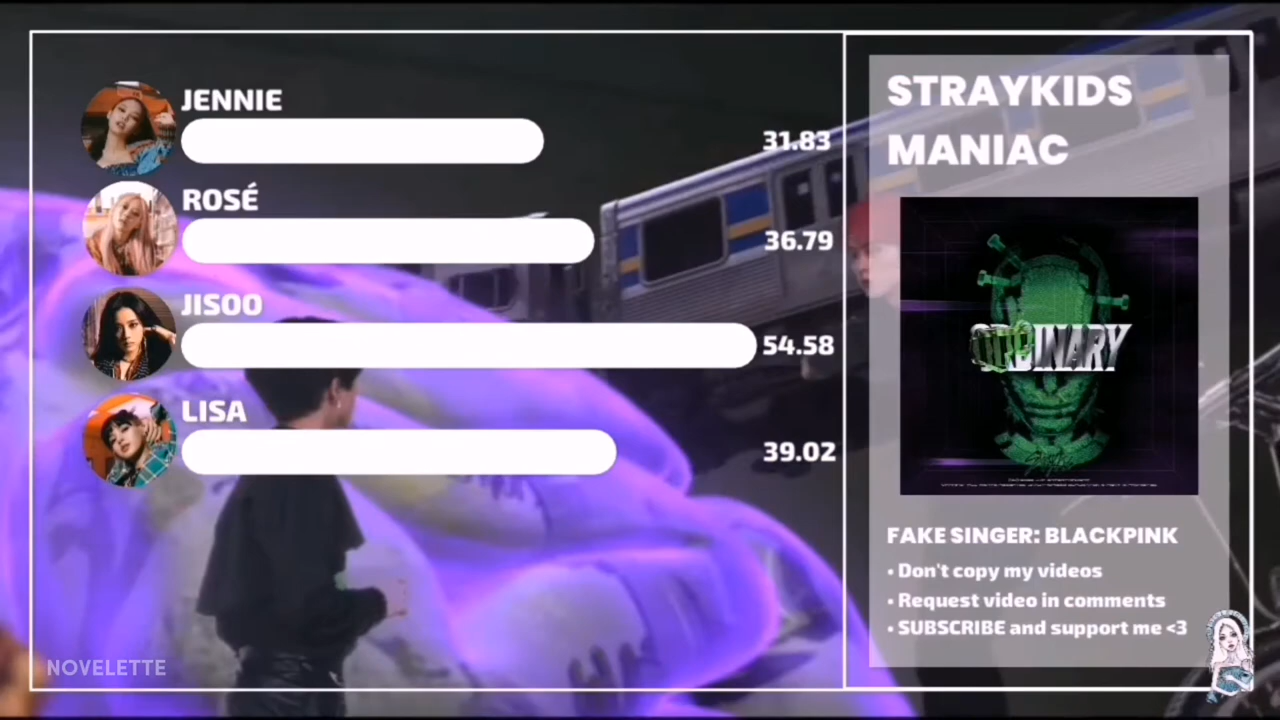 JENNIE
31.83
ROSÉ
36.79
JISOO
54.58
LISA
39.02
NOVELETTE
STRAYKIDS
MANIAC
ORDINARY
FAKE SINGER: BLACKPINK
• Don't copy my videos
• Request video in comments
• SUBSCRIBE and support me <3